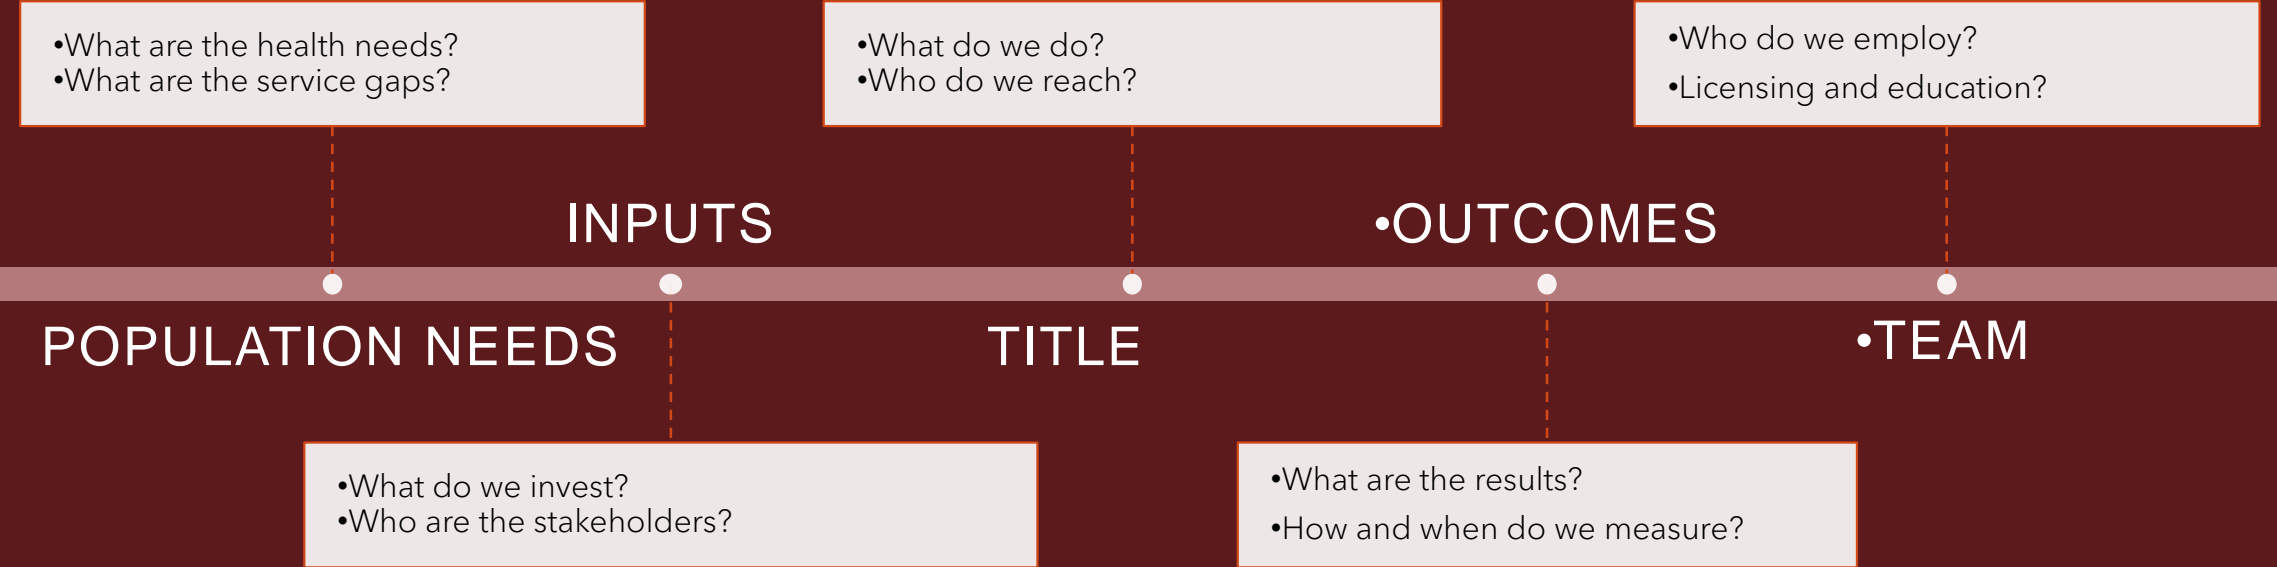 •What are the health needs?
•What are the service gaps?
•What do we do?
•Who do we reach?
•Who do we employ?
•Licensing and education?
INPUTS
•OUTCOMES
POPULATION NEEDS
TITLE
•TEAM
•What do we invest?
•Who are the stakeholders?
•What are the results?
•How and when do we measure?